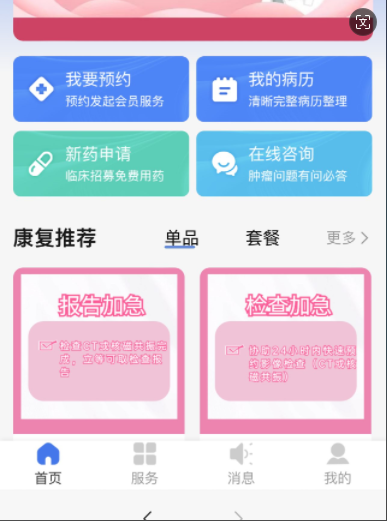 我要预约
预约发起会员服务
我的病历
清晰完整病历整理
新药申请
临床招募免费用药
在线咨询
肿瘤问题有问必答
康复推荐
单品
套餐
更多
报告加急
检查CT或核磁共振完
成，立等可取检查报
告
检查加急
协助24小时内快速预
约影像检查（CT或核
磁共振）
首页
服务
消息
我的